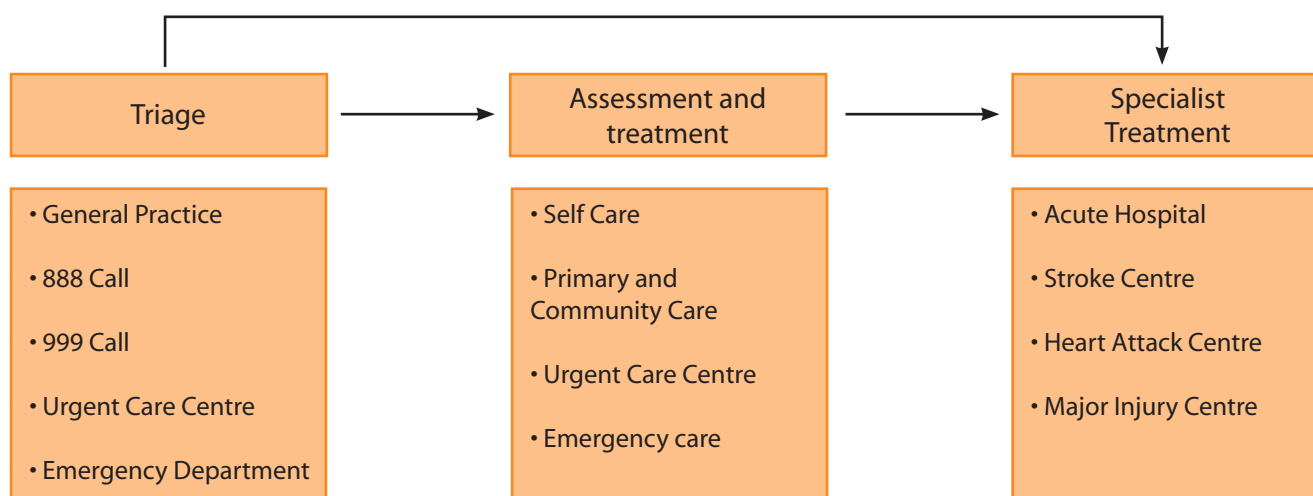 Triage
Assessment and
treatment
Specialist
Treatment
• General Practice
• 888 Call
• 999 Call
• Urgent Care Centre
• Emergency Department
• Self Care
• Primary and
Community Care
• Urgent Care Centre
• Emergency care
• Acute Hospital
• Stroke Centre
• Heart Attack Centre
• Major Injury Centre